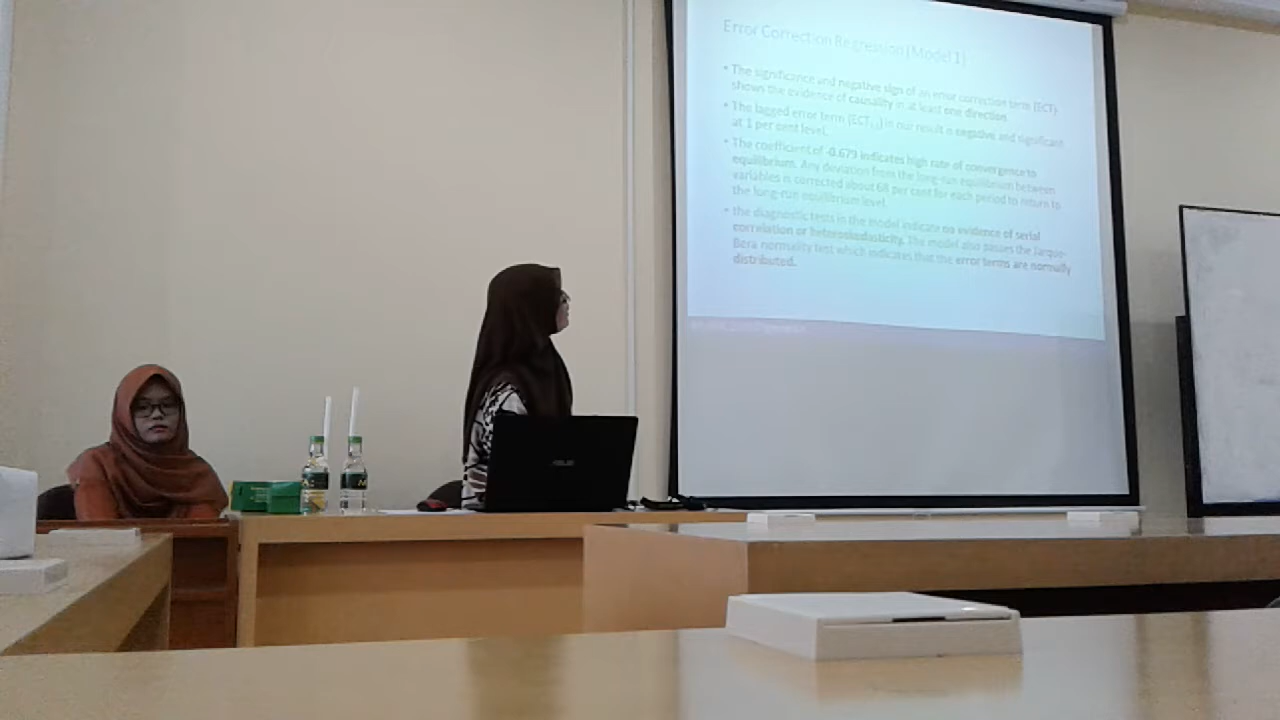 Error Correction Regression (Model 1)
• The significance and negative sign of an error correction term (ECT)
shows the evidence of causality in at least one direction.
• The lagged error term (ECTₜ₋₁) in our result is negative and significant
at 1 per cent level.
• The coefficient of -0.679 indicates high rate of convergence to
equilibrium. Any deviation from the long-run equilibrium between
variables is corrected about 68 per cent for each period to return to
the long-run equilibrium level.
• the diagnostic tests in the model indicate no evidence of serial
correlation or heteroskedasticity. The model also passes the Jarque-
Bera normality test which indicates that the error terms are normally
distributed.
ASUS